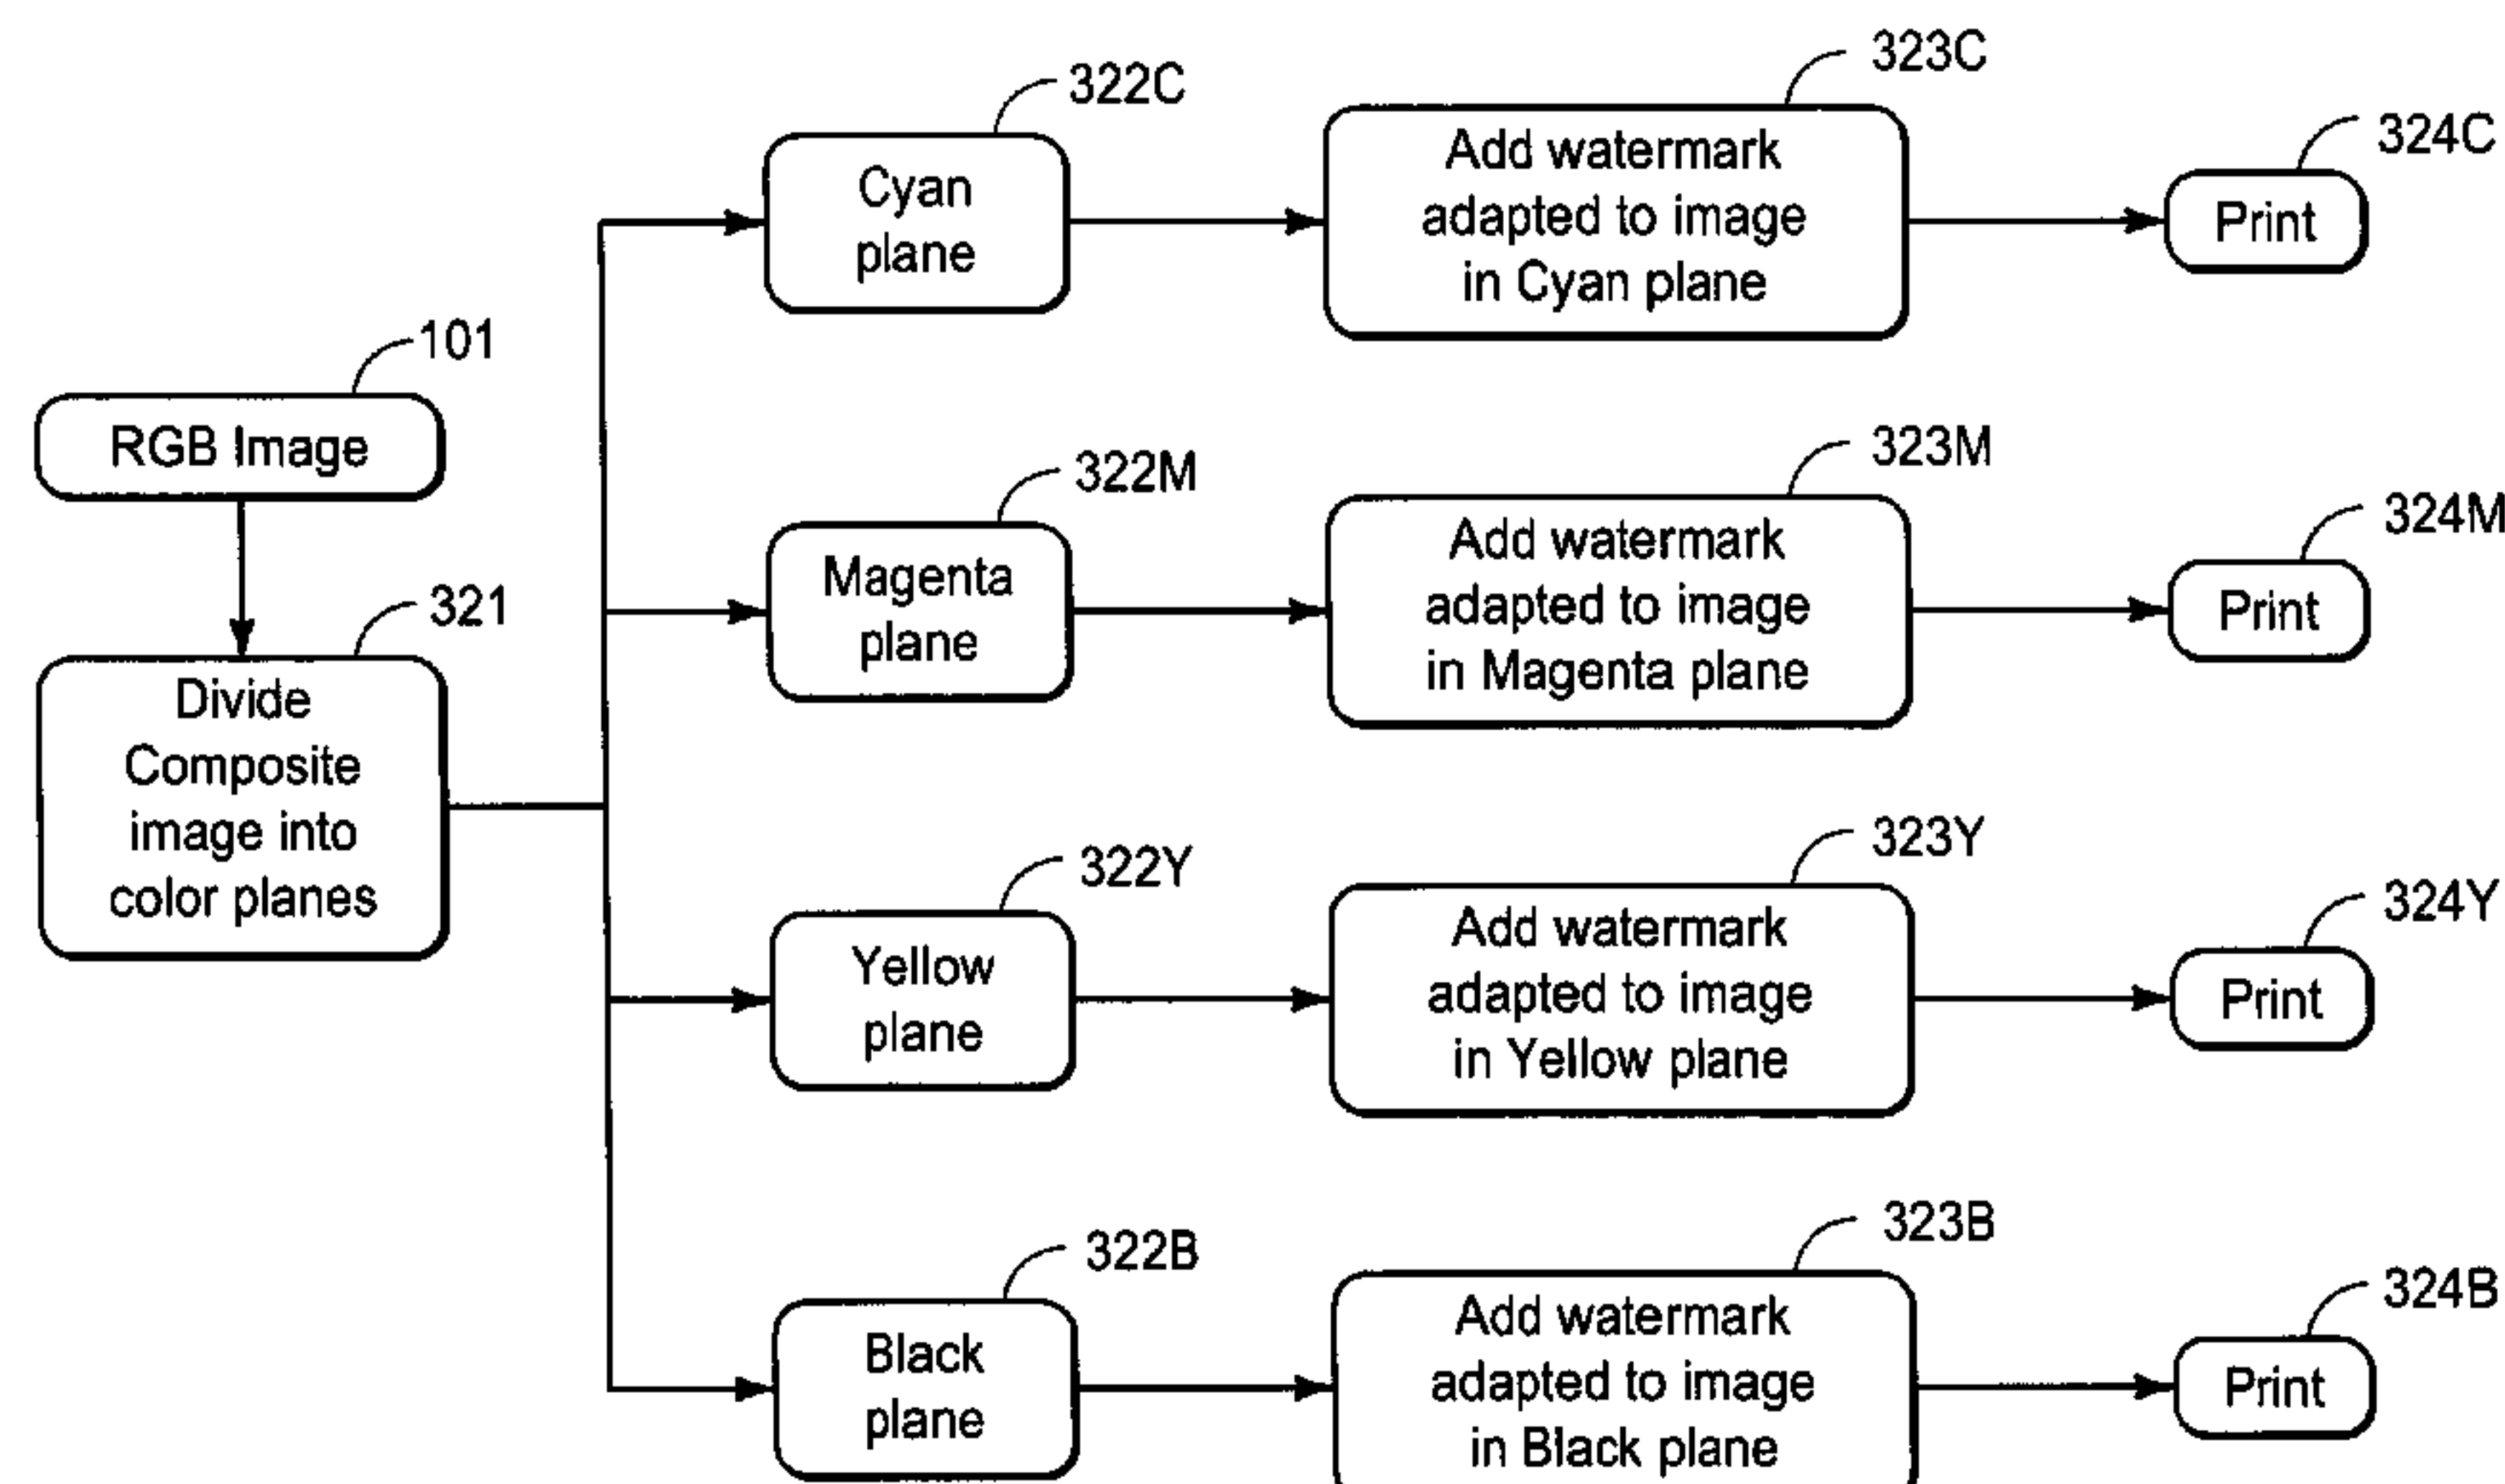 323C
322C
Add watermark
adapted to image
in Cyan plane
324C
Cyan
plane
Print
101
RGB Image
322M
323M
Magenta
plane
Add watermark
adapted to image
in Magenta plane
324M
Print
321
Divide
Composite
image into
color planes
322Y
323Y
Yellow
plane
Add watermark
adapted to image
in Yellow plane
324Y
Print
322B
323B
Black
plane
Add watermark
adapted to image
in Black plane
324B
Print